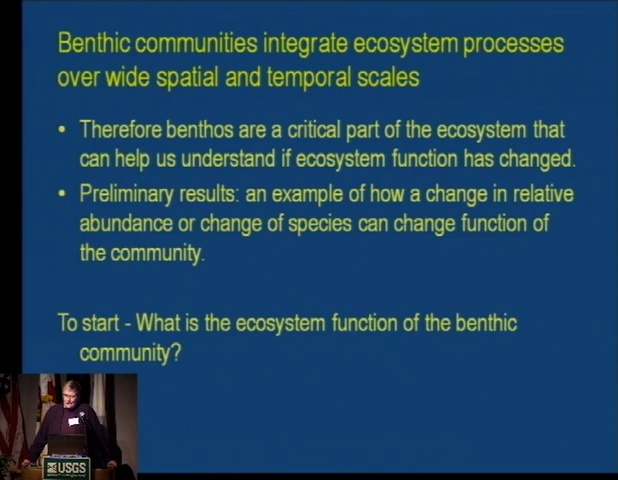 Benthic communities integrate ecosystem processes
over wide spatial and temporal scales
• Therefore benthos are a critical part of the ecosystem that
can help us understand if ecosystem function has changed.
• Preliminary results: an example of how a change in relative
abundance or change of species can change function of
the community.
To start - What is the ecosystem function of the benthic
community?
USGS